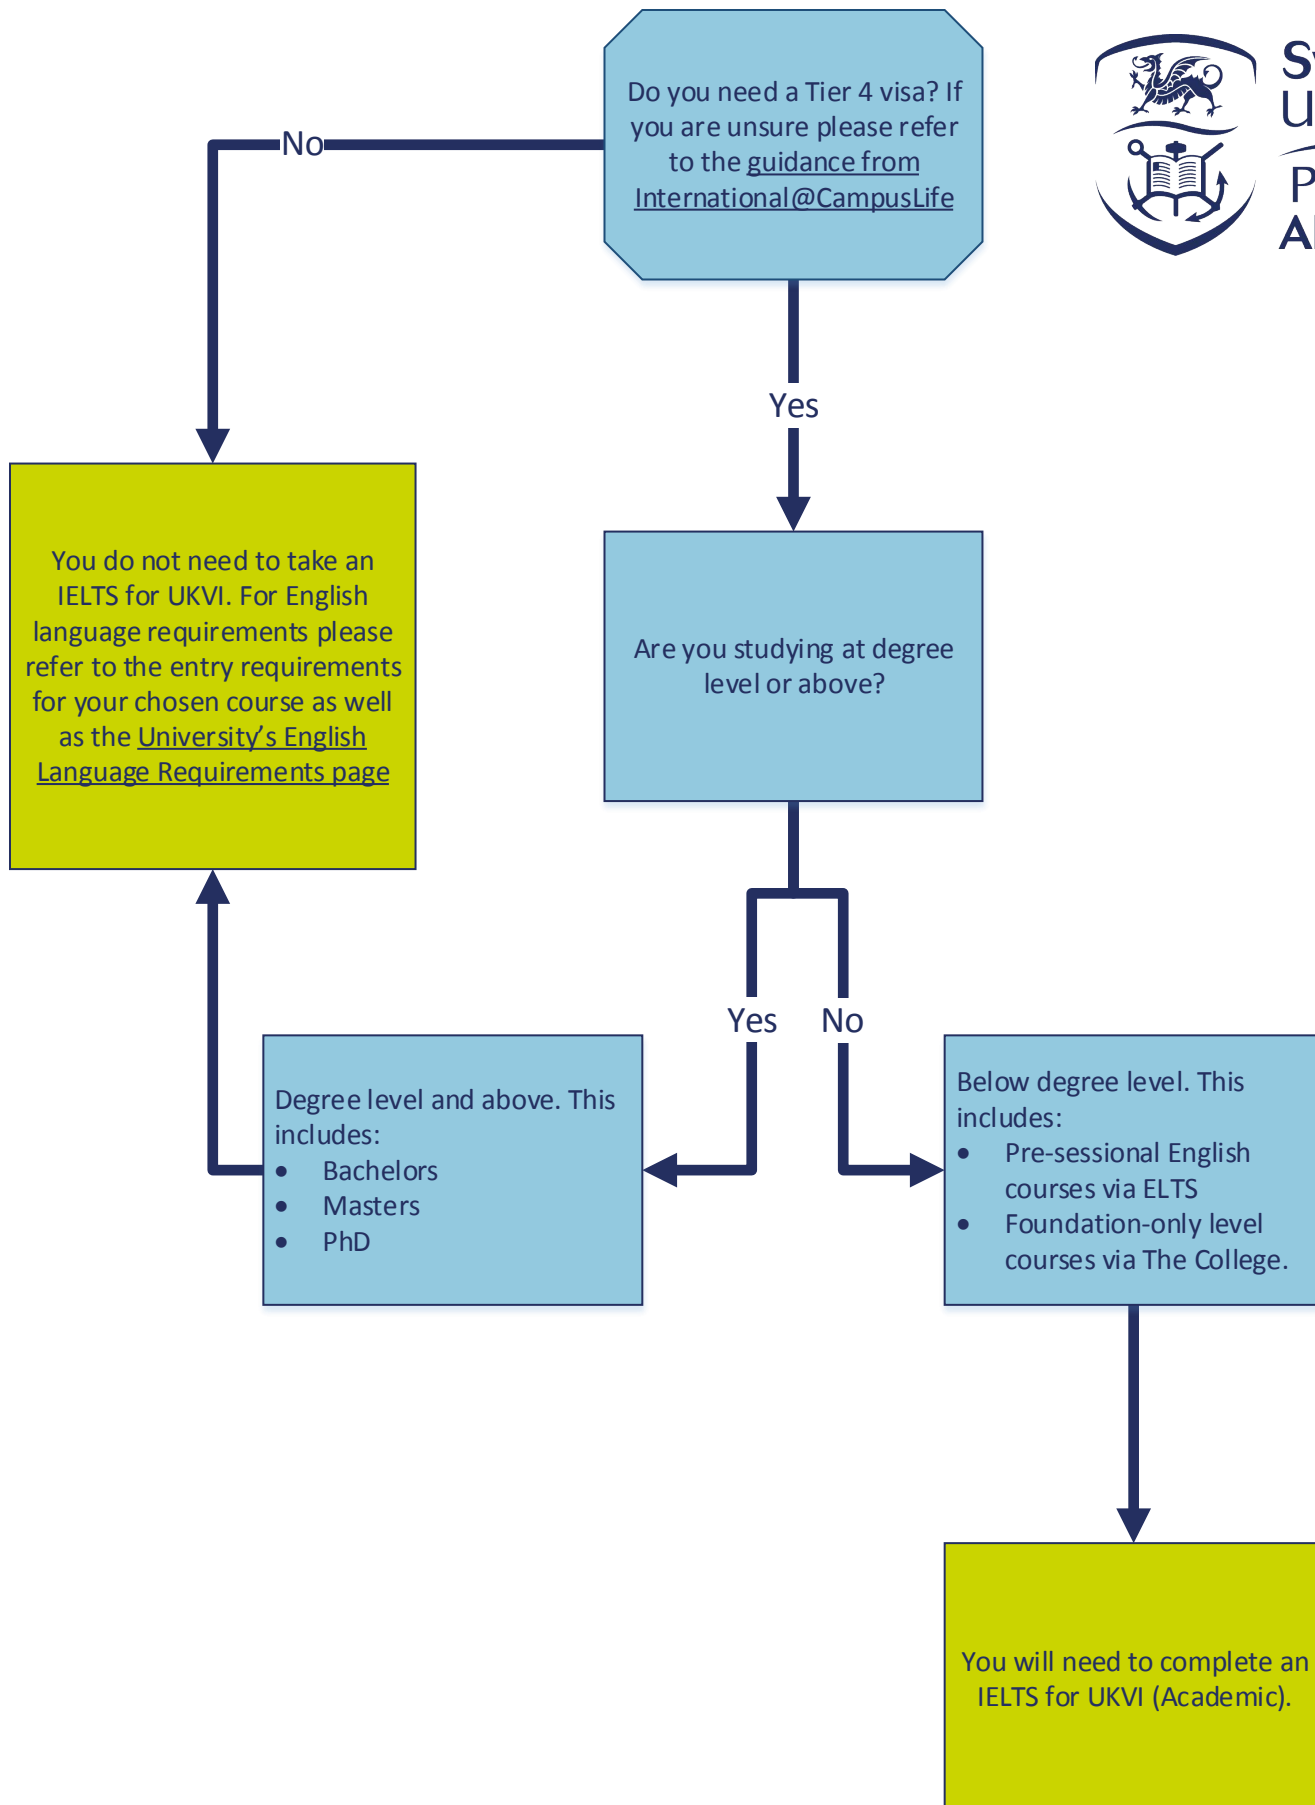 Do you need a Tier 4 visa? If
you are unsure please refer
to the guidance from
International@CampusLife
No
Yes
You do not need to take an
IELTS for UKVI. For English
language requirements please
refer to the entry requirements
for your chosen course as well
as the University's English
Language Requirements page
Are you studying at degree
level or above?
Yes
No
Degree level and above. This
includes:
• Bachelors
• Masters
• PhD
Below degree level. This
includes:
• Pre-sessional English
courses via ELTS
• Foundation-only level
courses via The College.
You will need to complete an
IELTS for UKVI (Academic).